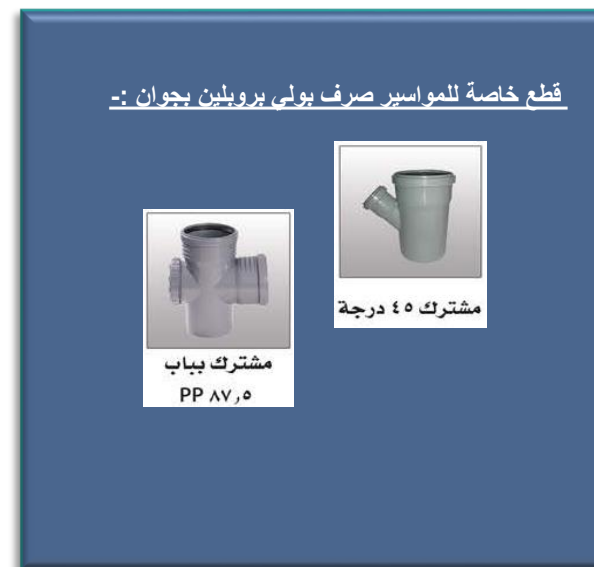 قطع خاصة للمواسير صرف بولي بروبلين بجوان :-
مشترك ٤٥ درجة
مشترك بباب
PP ٨٧,٥